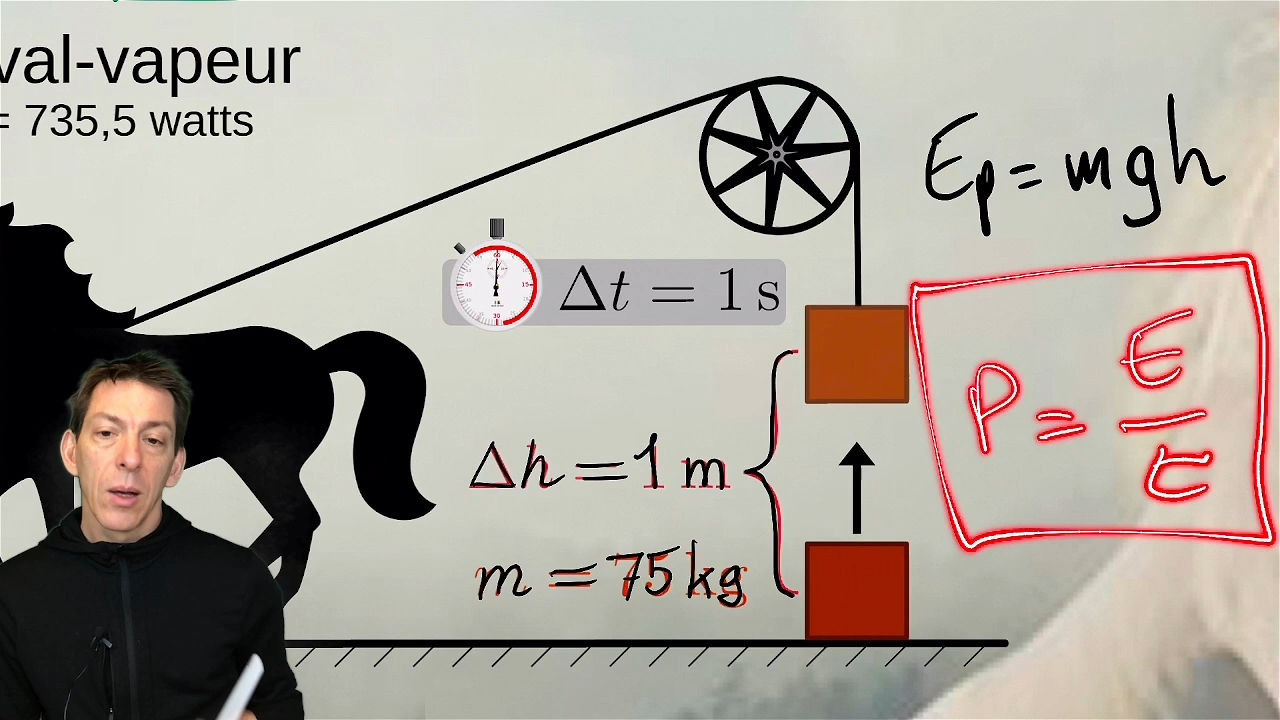 val-vapeur
= 735,5 watts
Ep = mgh
Δt = 1 s
P = E/t
Δh = 1 m
m = 75 kg